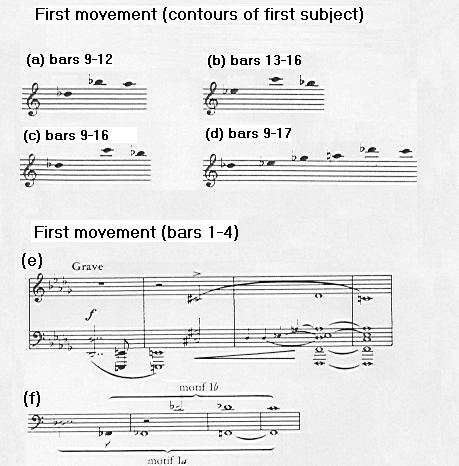 First movement (contours of first subject)
(a) bars 9-12
(b) bars 13-16
(c) bars 9-16
(d) bars 9-17
First movement (bars 1-4)
(e)
Grave
f
(f)
motif 1b
motif 1a